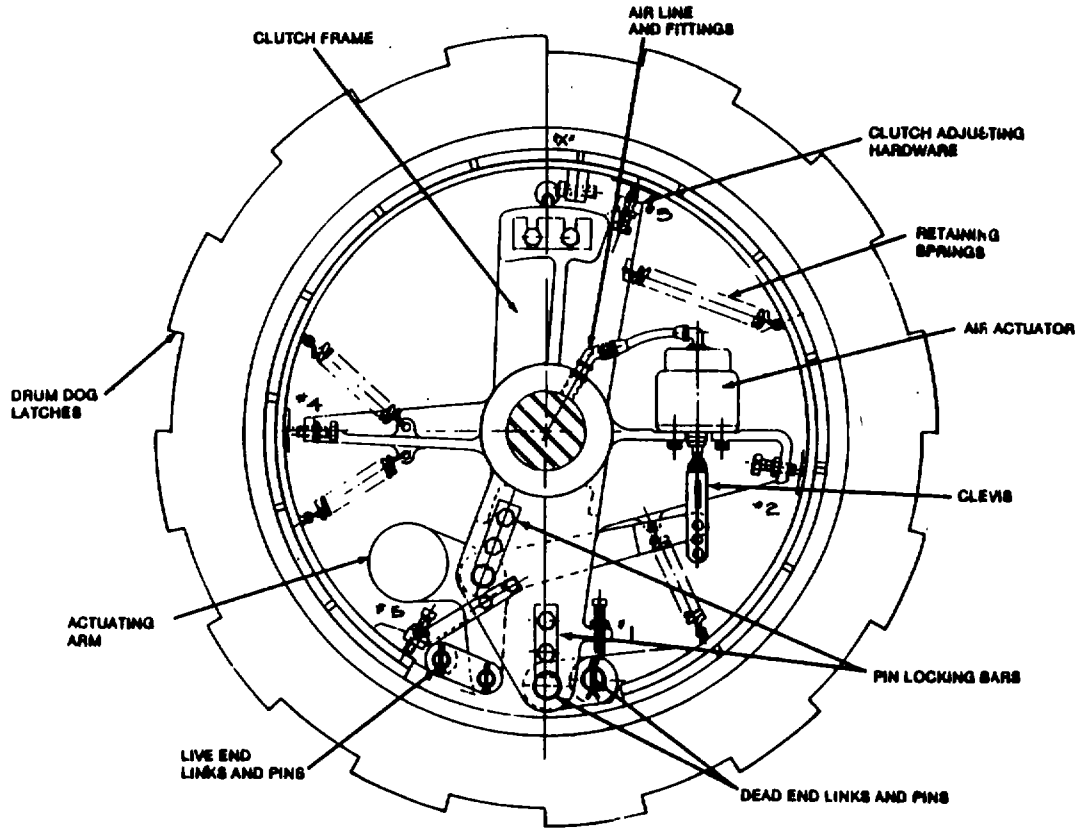 AIR LINE
AND FITTINGS
CLUTCH FRAME
CLUTCH ADJUSTING
HARDWARE
RETAINING
SPRINGS
AIR ACTUATOR
DRUM DOG
LATCHES
#4
CLEVIS
#2
ACTUATING
ARM
#5
#1
PIN LOCKING BARS
LIVE END
LINKS AND PINS
DEAD END LINKS AND PINS